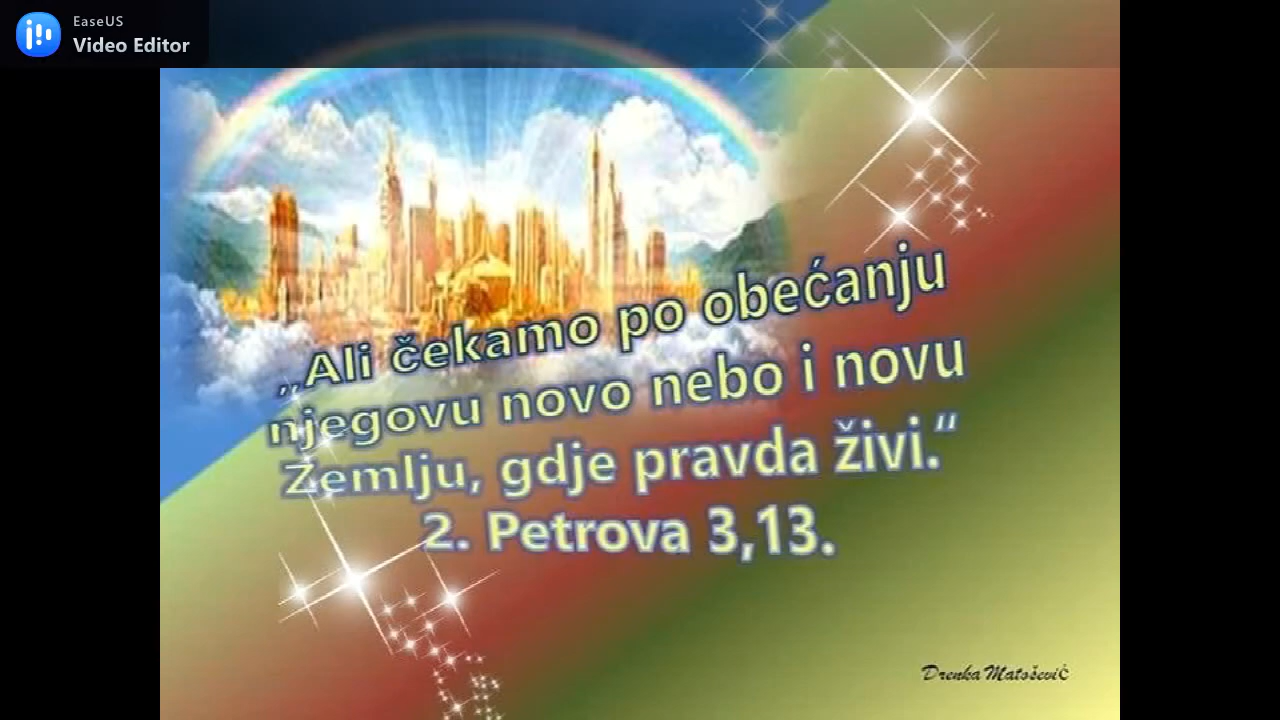 EaseUS
Video Editor
„Ali čekamo po obećanju
njegovu novo nebo i novu
Zemlju, gdje pravda živi.“
2. Petrova 3,13.
Drenka Matošević